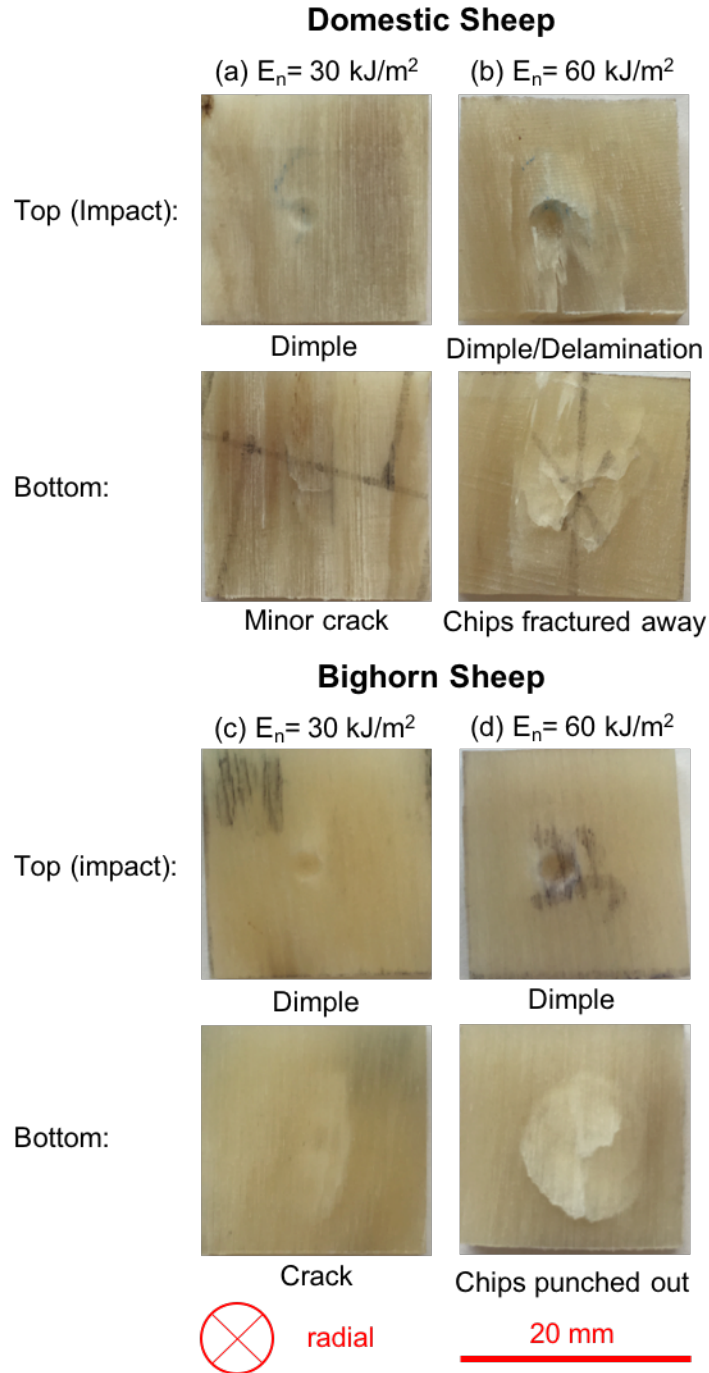 Domestic Sheep
(a) Eₙ= 30 kJ/m² (b) Eₙ= 60 kJ/m²
Top (Impact):
Dimple Dimple/Delamination
Bottom:
Minor crack Chips fractured away
Bighorn Sheep
(c) Eₙ= 30 kJ/m² (d) Eₙ= 60 kJ/m²
Top (impact):
Dimple Dimple
Bottom:
Crack Chips punched out
radial 20 mm